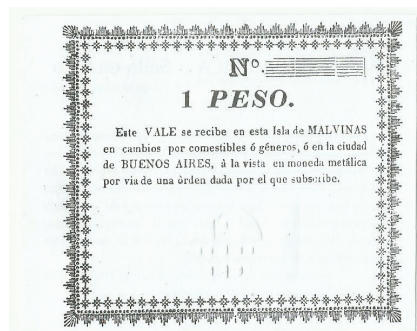 Nº.
1 PESO.
Este VALE se recibe en esta Isla de MALVINAS
en cambios por comestibles ó géneros, ó en la ciudad
de BUENOS AIRES, à la vista en moneda metálica
por via de una òrden dada por el que subscribe.